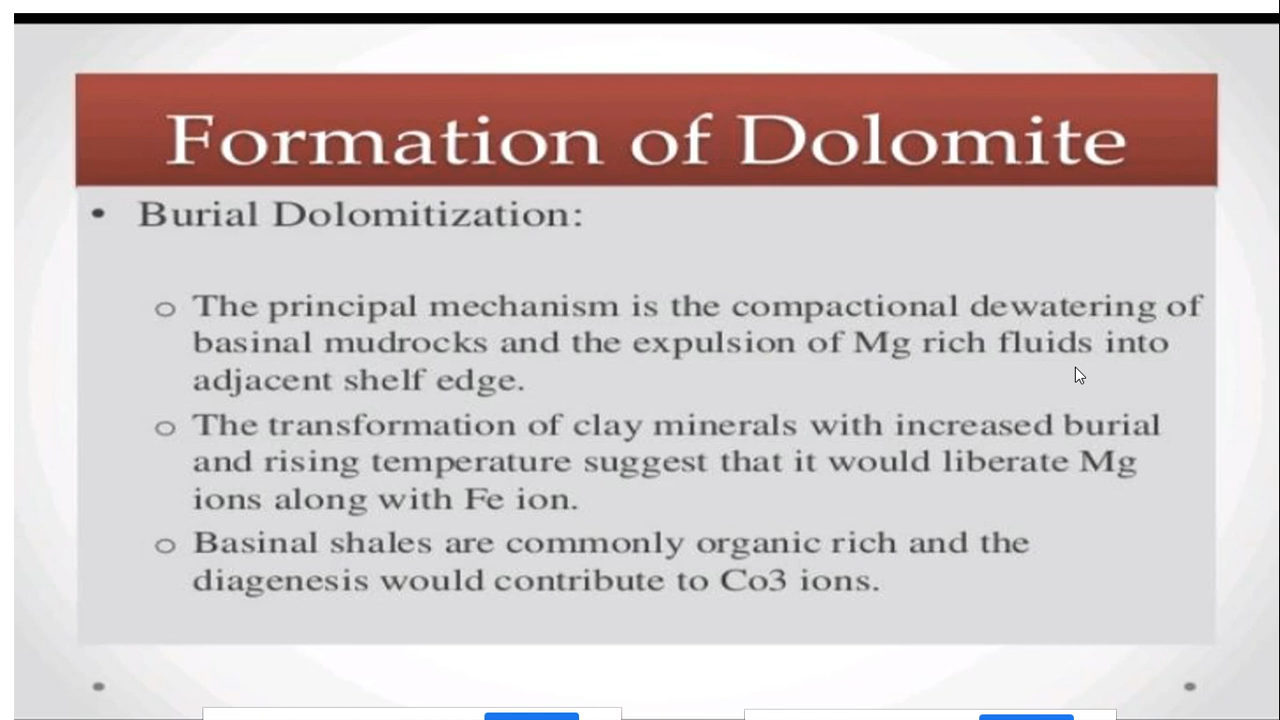 Formation of Dolomite
• Burial Dolomitization:
o The principal mechanism is the compactional dewatering of
basinal mudrocks and the expulsion of Mg rich fluids into
adjacent shelf edge.
o The transformation of clay minerals with increased burial
and rising temperature suggest that it would liberate Mg
ions along with Fe ion.
o Basinal shales are commonly organic rich and the
diagenesis would contribute to Co3 ions.